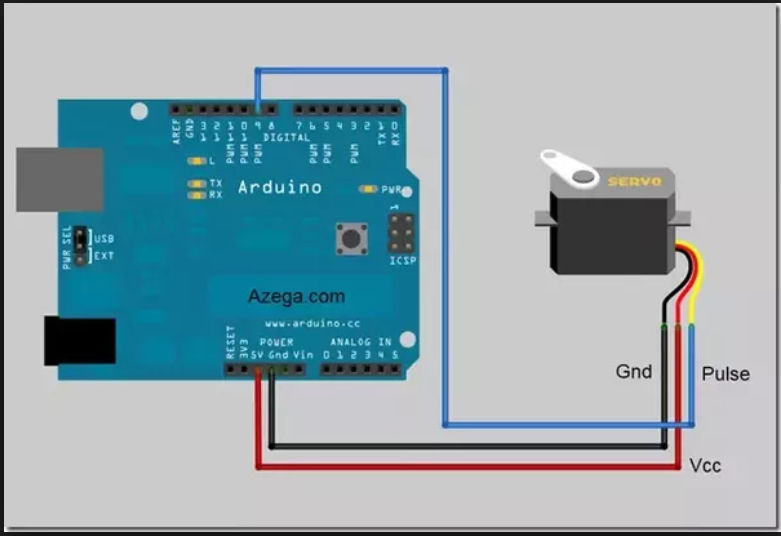 AREF
GND
13
12
PWM 11
PWM 10
PWM 9
8
7
PWM 6
PWM 5
4
PWM 3
2
TX 1
RX 0
DIGITAL
L
TX
RX
Arduino
PWR
1
ICSP
PWR SEL
USB
EXT
Azega.com
www.arduino.cc
POWER
ANALOG IN
RESET
3V3
5V Gnd Vin
0 1 2 3 4 5
SERVO
Gnd
Pulse
Vcc